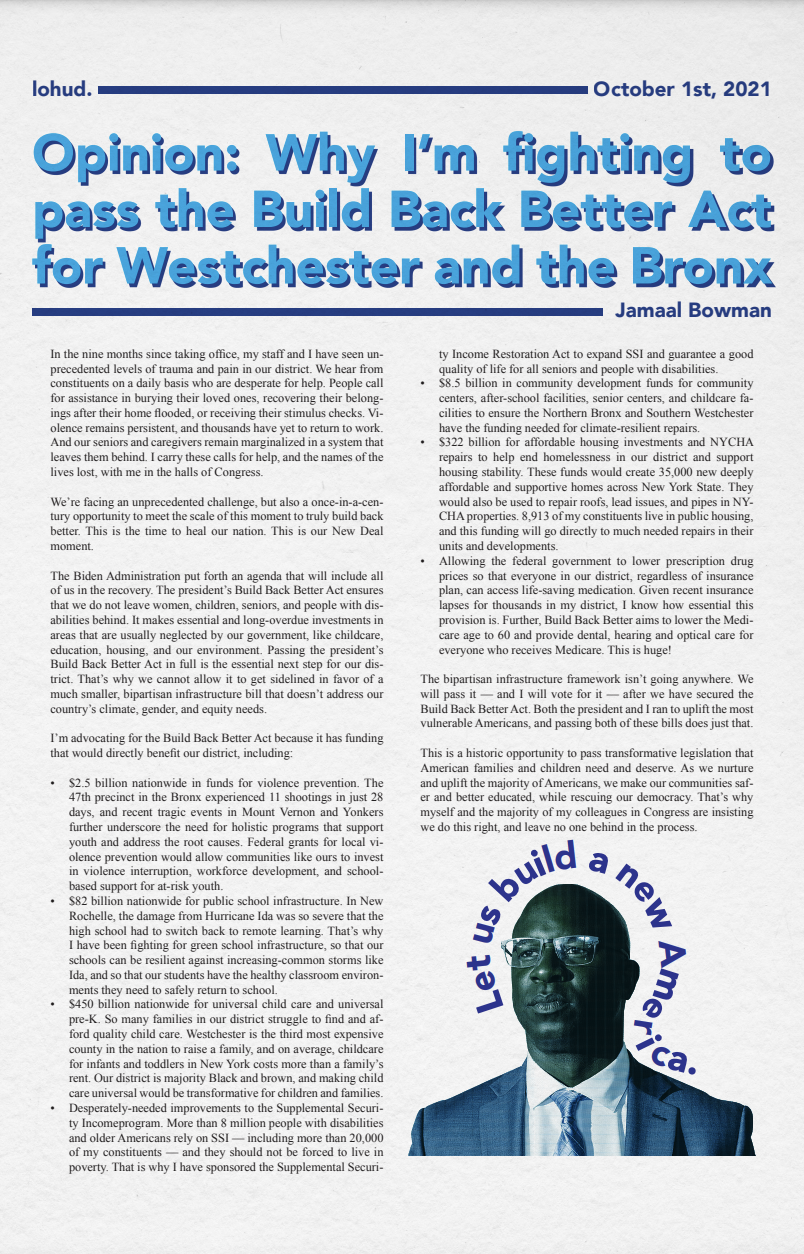 lohud.
October 1st, 2021
Opinion: Why I'm fighting to
pass the Build Back Better Act
for Westchester and the Bronx
Jamaal Bowman
In the nine months since taking office, my staff and I have seen un-
precedented levels of trauma and pain in our district. We hear from
constituents on a daily basis who are desperate for help. People call
for assistance in burying their loved ones, recovering their belong-
ings after their home flooded, or receiving their stimulus checks. Vi-
olence remains persistent, and thousands have yet to return to work.
And our seniors and caregivers remain marginalized in a system that
leaves them behind. I carry these calls for help, and the names of the
lives lost, with me in the halls of Congress.
We're facing an unprecedented challenge, but also a once-in-a-cen-
tury opportunity to meet the scale of this moment to truly build back
better. This is the time to heal our nation. This is our New Deal
moment.
The Biden Administration put forth an agenda that will include all
of us in the recovery. The president's Build Back Better Act ensures
that we do not leave women, children, seniors, and people with dis-
abilities behind. It makes essential and long-overdue investments in
areas that are usually neglected by our government, like childcare,
education, housing, and our environment. Passing the president's
Build Back Better Act in full is the essential next step for our dis-
trict. That's why we cannot allow it to get sidelined in favor of a
much smaller, bipartisan infrastructure bill that doesn't address our
country's climate, gender, and equity needs.
I'm advocating for the Build Back Better Act because it has funding
that would directly benefit our district, including:
• $2.5 billion nationwide in funds for violence prevention. The
47th precinct in the Bronx experienced 11 shootings in just 28
days, and recent tragic events in Mount Vernon and Yonkers
further underscore the need for holistic programs that support
youth and address the root causes. Federal grants for local vi-
olence prevention would allow communities like ours to invest
in violence interruption, workforce development, and school-
based support for at-risk youth.
• $82 billion nationwide for public school infrastructure. In New
Rochelle, the damage from Hurricane Ida was so severe that the
high school had to switch back to remote learning. That's why
I have been fighting for green school infrastructure, so that our
schools can be resilient against increasing-common storms like
Ida, and so that our students have the healthy classroom environ-
ments they need to safely return to school.
• $450 billion nationwide for universal child care and universal
pre-K. So many families in our district struggle to find and af-
ford quality child care. Westchester is the third most expensive
county in the nation to raise a family, and on average, childcare
for infants and toddlers in New York costs more than a family's
rent. Our district is majority Black and brown, and making child
care universal would be transformative for children and families.
• Desperately-needed improvements to the Supplemental Securi-
ty Incomeprogram. More than 8 million people with disabilities
and older Americans rely on SSI — including more than 20,000
of my constituents — and they should not be forced to live in
poverty. That is why I have sponsored the Supplemental Securi-
ty Income Restoration Act to expand SSI and guarantee a good
quality of life for all seniors and people with disabilities.
• $8.5 billion in community development funds for community
centers, after-school facilities, senior centers, and childcare fa-
cilities to ensure the Northern Bronx and Southern Westchester
have the funding needed for climate-resilient repairs.
• $322 billion for affordable housing investments and NYCHA
repairs to help end homelessness in our district and support
housing stability. These funds would create 35,000 new deeply
affordable and supportive homes across New York State. They
would also be used to repair roofs, lead issues, and pipes in NY-
CHA properties. 8,913 of my constituents live in public housing,
and this funding will go directly to much needed repairs in their
units and developments.
• Allowing the federal government to lower prescription drug
prices so that everyone in our district, regardless of insurance
plan, can access life-saving medication. Given recent insurance
lapses for thousands in my district, I know how essential this
provision is. Further, Build Back Better aims to lower the Medi-
care age to 60 and provide dental, hearing and optical care for
everyone who receives Medicare. This is huge!
The bipartisan infrastructure framework isn't going anywhere. We
will pass it — and I will vote for it — after we have secured the
Build Back Better Act. Both the president and I ran to uplift the most
vulnerable Americans, and passing both of these bills does just that.
This is a historic opportunity to pass transformative legislation that
American families and children need and deserve. As we nurture
and uplift the majority of Americans, we make our communities saf-
er and better educated, while rescuing our democracy. That's why
myself and the majority of my colleagues in Congress are insisting
we do this right, and leave no one behind in the process.
Let us build a new America.